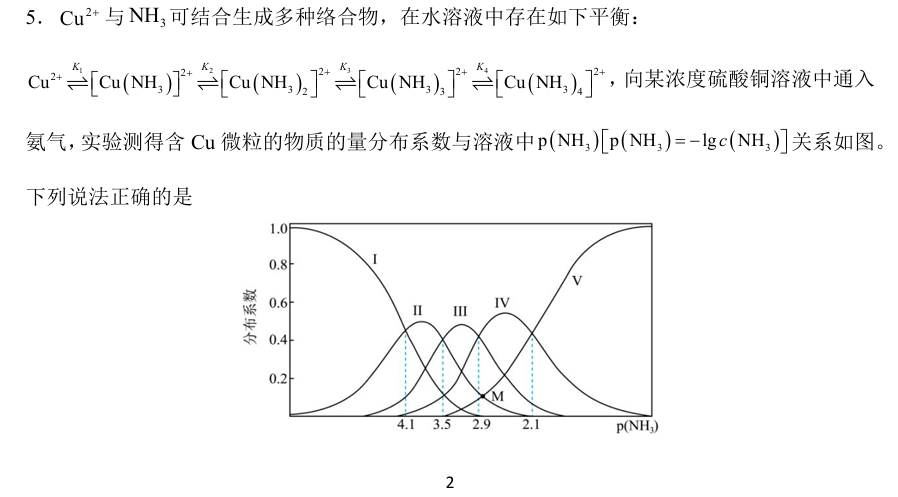 5. Cu²⁺ 与 NH₃ 可结合生成多种络合物，在水溶液中存在如下平衡：
Cu²⁺ ⇌(K₁) [Cu(NH₃)]²⁺ ⇌(K₂) [Cu(NH₃)₂]²⁺ ⇌(K₃) [Cu(NH₃)₃]²⁺ ⇌(K₄) [Cu(NH₃)₄]²⁺，向某浓度硫酸铜溶液中通入
氨气，实验测得含 Cu 微粒的物质的量分布系数与溶液中 p(NH₃)[p(NH₃)=−lgc(NH₃)] 关系如图。
下列说法正确的是
1.0
0.8
0.6
0.4
0.2
分布系数
I
II
III
IV
V
M
4.1 3.5 2.9 2.1 p(NH₃)
2